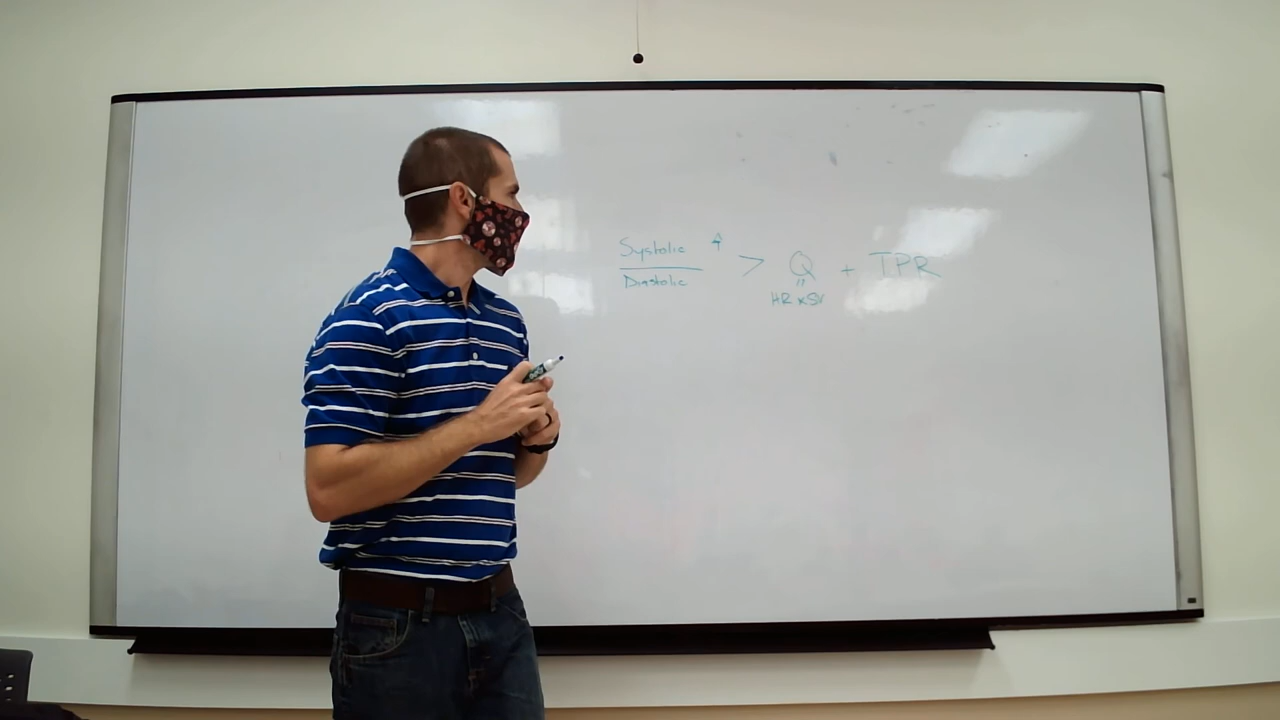 Systolic ↑ > Q + TPR
Diastolic
"
HR x SV